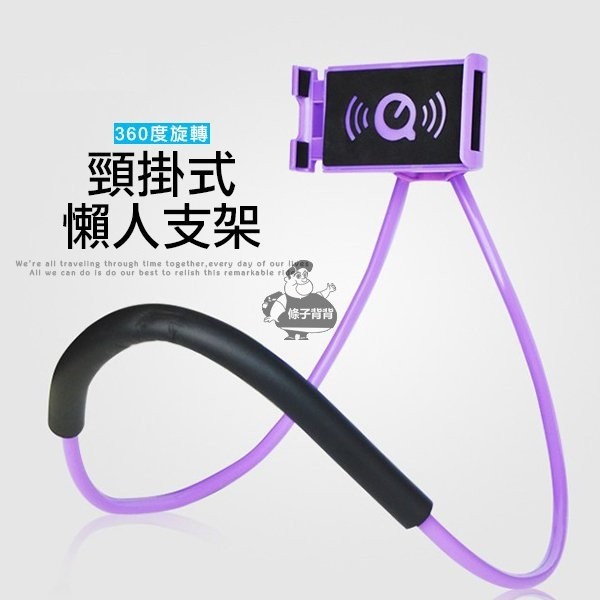 360度旋轉
頸掛式
懶人支架
We're all traveling through time together,every day of our lives
All we can do is do our best to relish this remarkable ride
條子背背